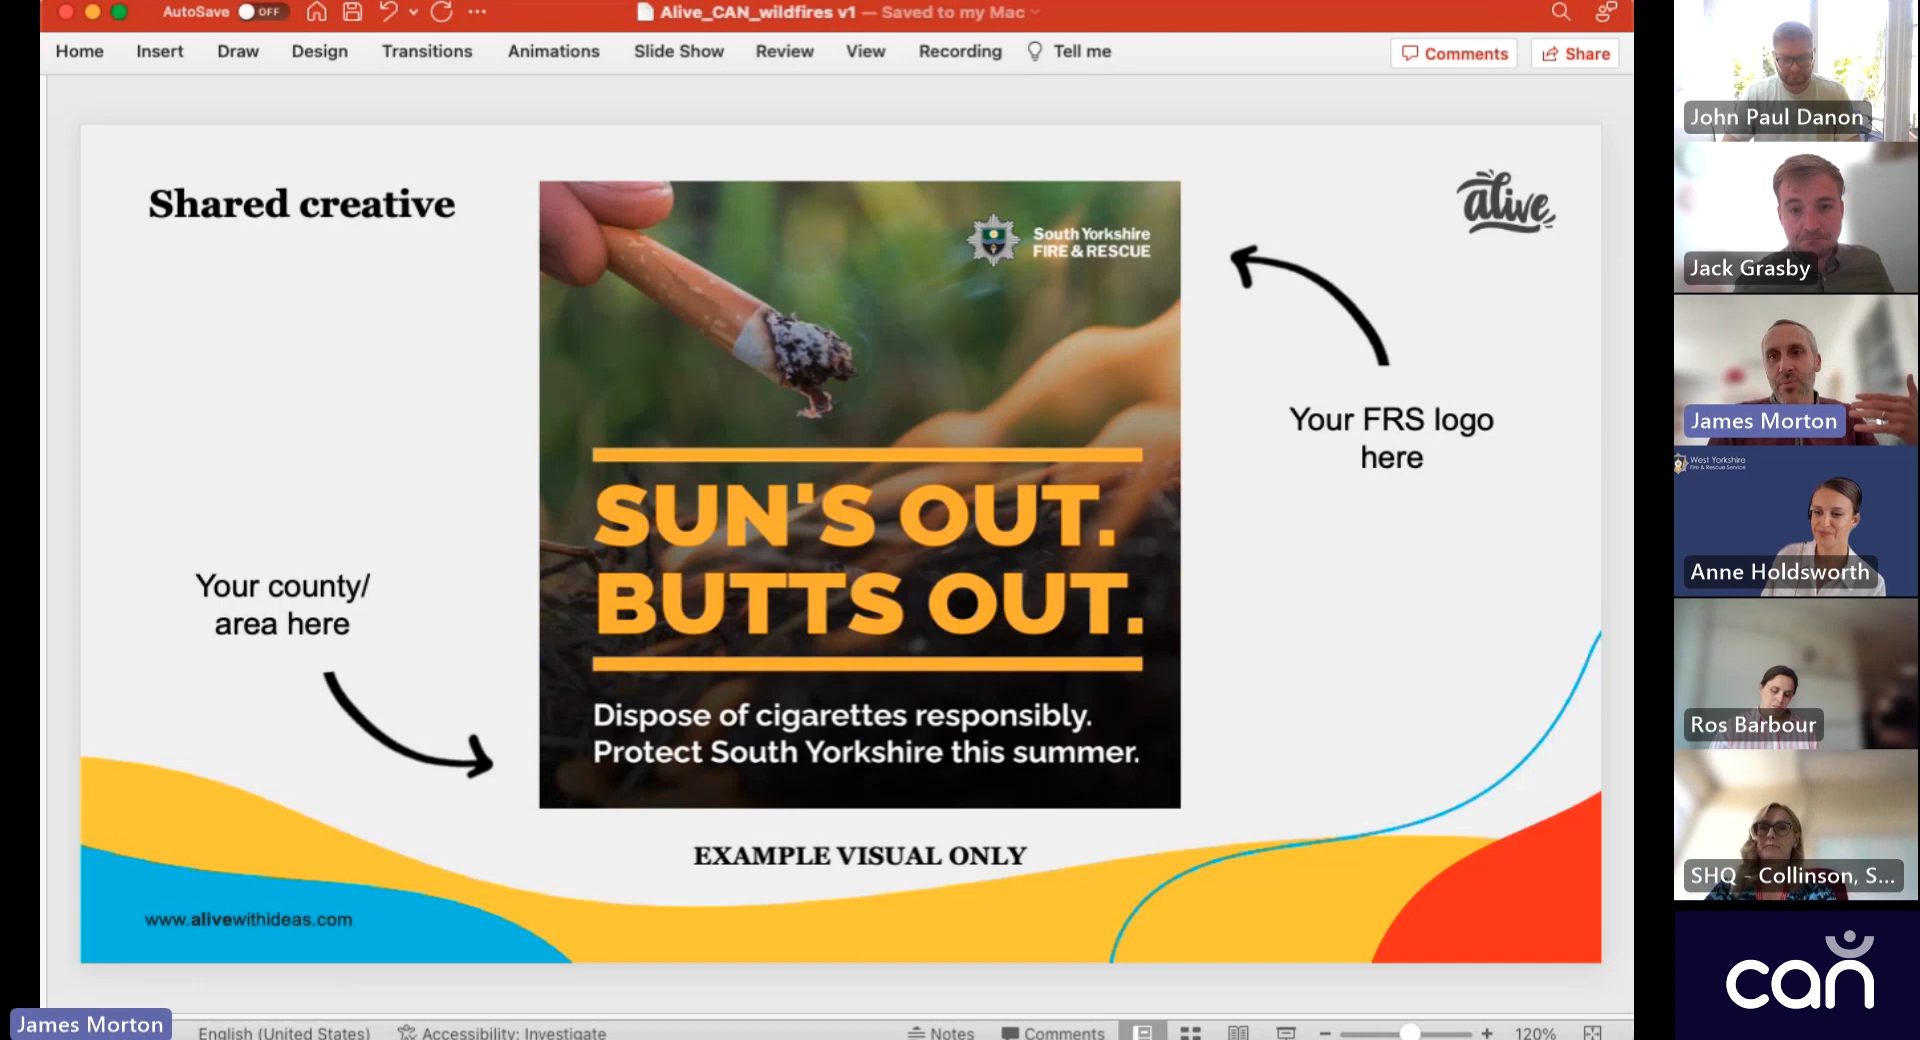 AutoSave OFF
Alive_CAN_wildfires v1 — Saved to my Mac
Home Insert Draw Design Transitions Animations Slide Show Review View Recording Tell me
Comments Share
Shared creative
alive
South Yorkshire
FIRE & RESCUE
Your FRS logo
here
SUN'S OUT.
BUTTS OUT.
Your county/
area here
Dispose of cigarettes responsibly.
Protect South Yorkshire this summer.
EXAMPLE VISUAL ONLY
www.alivewithideas.com
James Morton
English (United States) Accessibility: Investigate Notes Comments 120%
John Paul Danon
Jack Grasby
James Morton
West Yorkshire
Fire & Rescue Service
Anne Holdsworth
Ros Barbour
SHQ - Collinson, S...
can